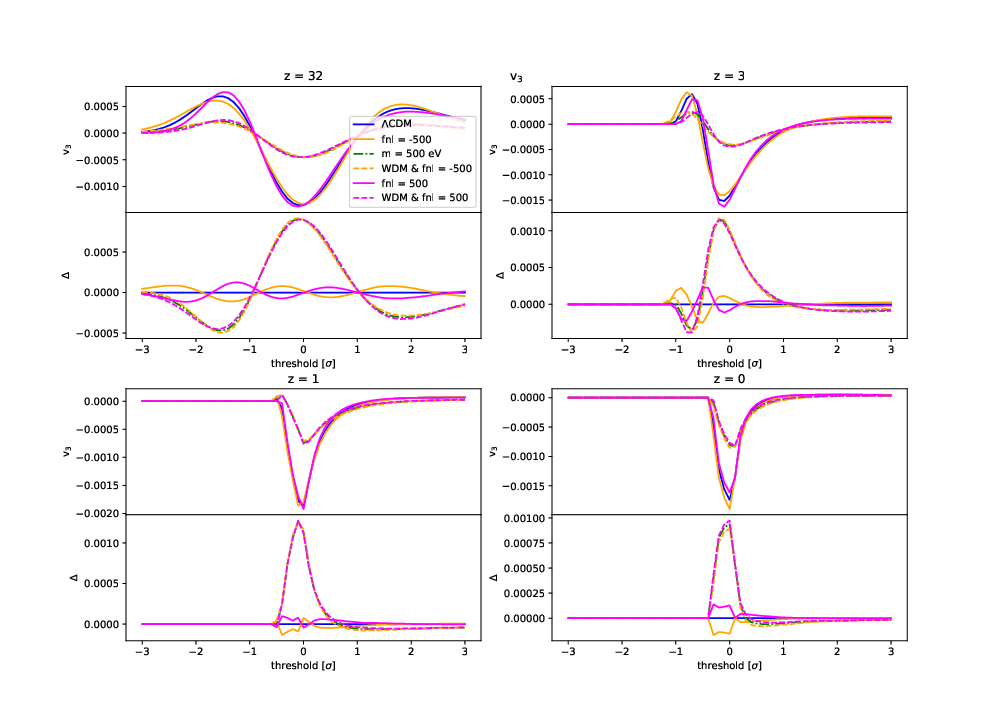 z = 32
0.0005
0.0000
−0.0005
−0.0010
v₃
ΛCDM
fnl = -500
m = 500 eV
WDM & fnl = -500
fnl = 500
WDM & fnl = 500
0.0005
0.0000
−0.0005
Δ
−3 −2 −1 0 1 2 3
threshold [σ]
v₃
z = 3
0.0005
0.0000
−0.0005
−0.0010
−0.0015
v₃
0.0010
0.0005
0.0000
Δ
−3 −2 −1 0 1 2 3
threshold [σ]
z = 1
0.0000
−0.0005
−0.0010
−0.0015
−0.0020
v₃
0.0010
0.0005
0.0000
Δ
−3 −2 −1 0 1 2 3
threshold [σ]
z = 0
0.0000
−0.0005
−0.0010
−0.0015
−0.0020
v₃
0.00100
0.00075
0.00050
0.00025
0.00000
Δ
−3 −2 −1 0 1 2 3
threshold [σ]